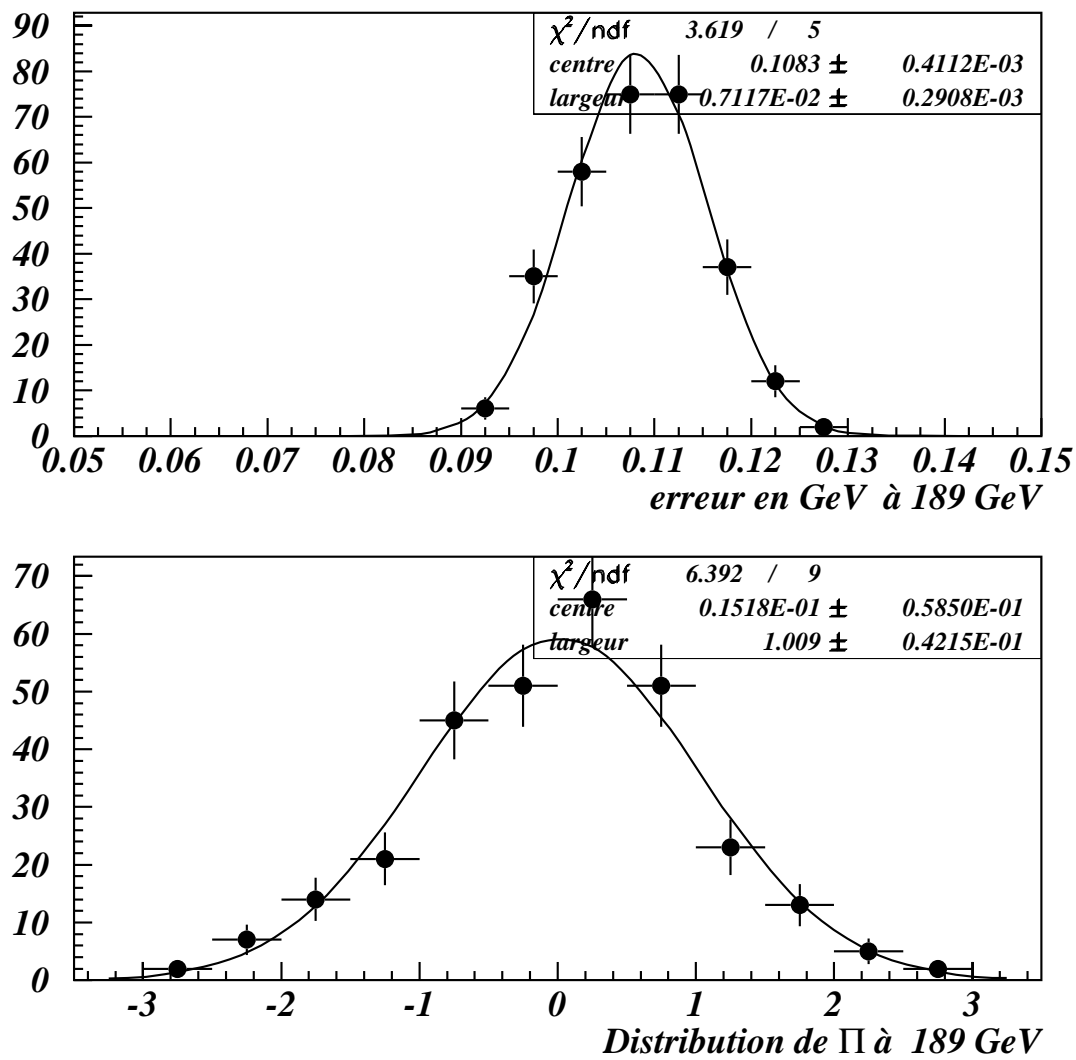 90
80
70
60
50
40
30
20
10
0
χ²/ndf 3.619 / 5
centre 0.1083 ± 0.4112E-03
largeur 0.7117E-02 ± 0.2908E-03
0.05 0.06 0.07 0.08 0.09 0.1 0.11 0.12 0.13 0.14 0.15
erreur en GeV à 189 GeV
70
60
50
40
30
20
10
0
χ²/ndf 6.392 / 9
centre 0.1518E-01 ± 0.5850E-01
largeur 1.009 ± 0.4215E-01
-3 -2 -1 0 1 2 3
Distribution de Π à 189 GeV